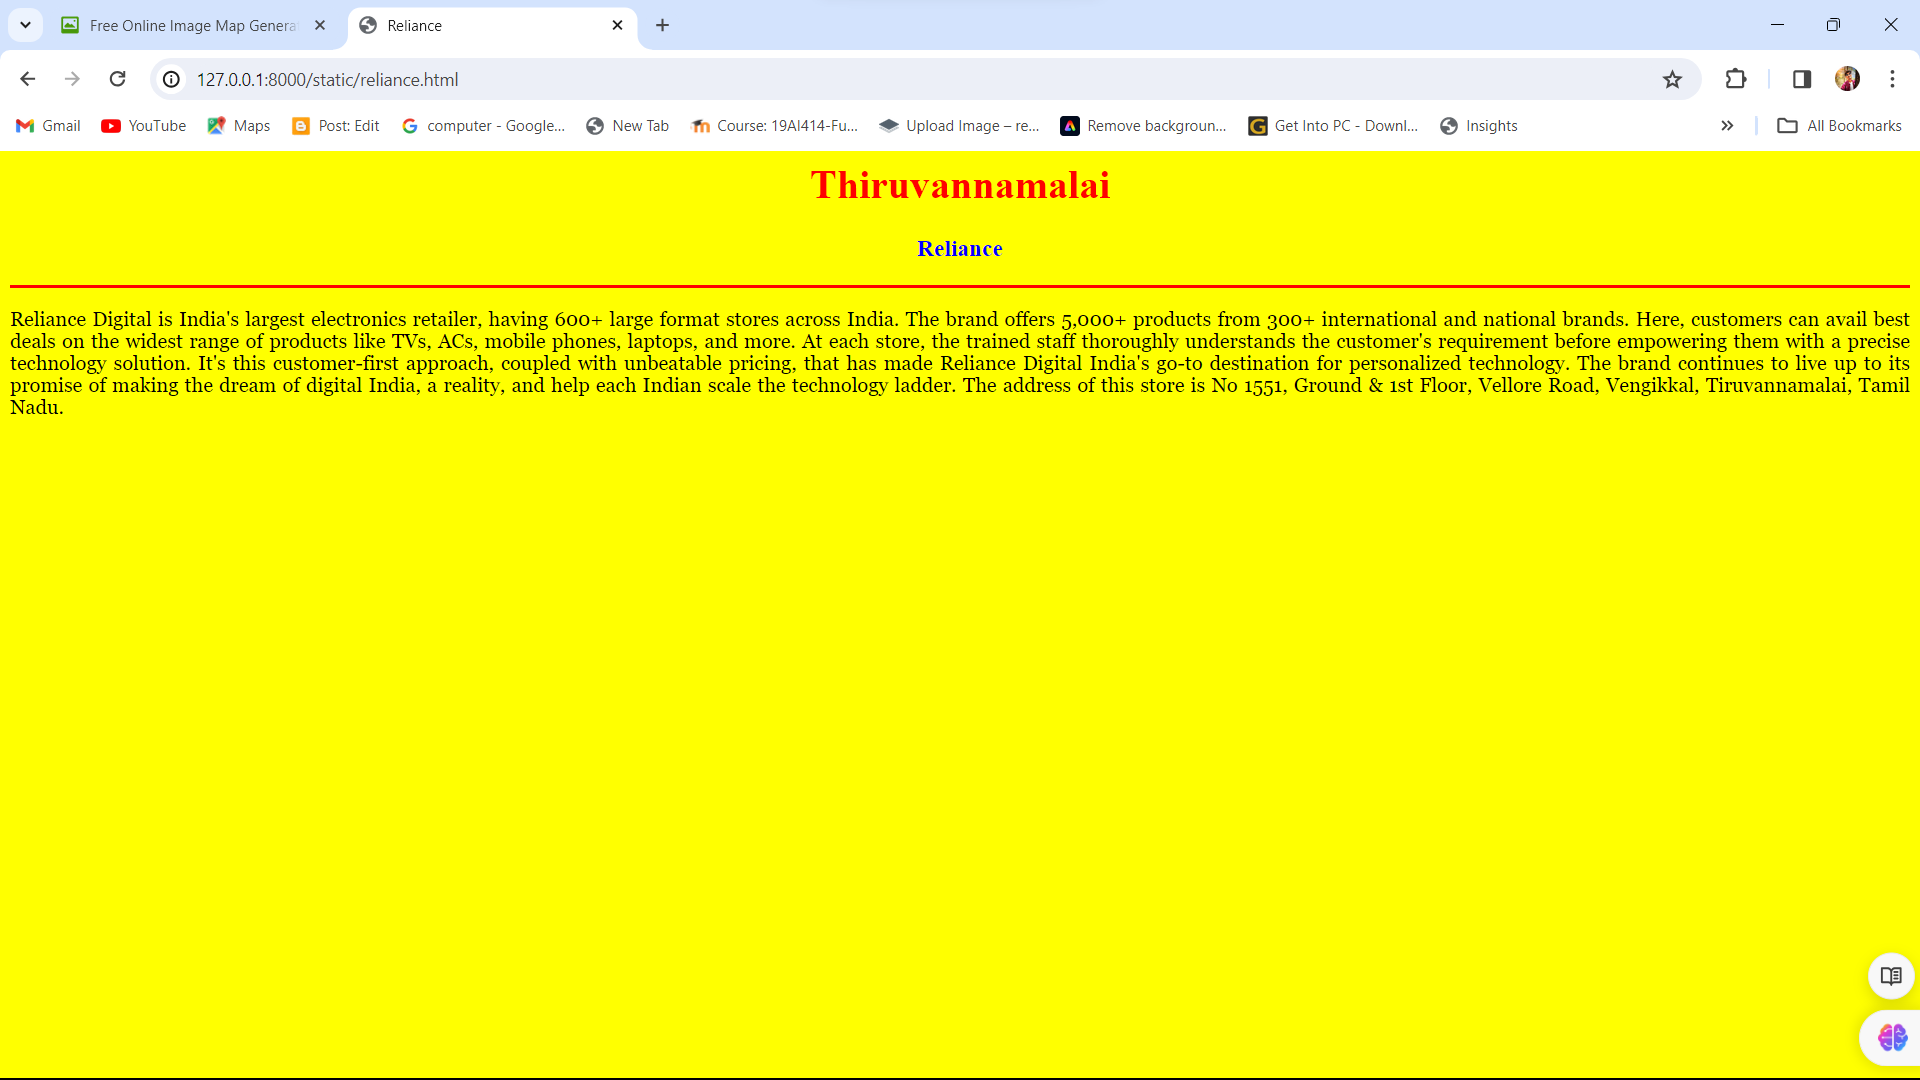 Free Online Image Map Genera
Reliance
127.0.0.1:8000/static/reliance.html
Gmail
YouTube
Maps
Post: Edit
computer - Google...
New Tab
Course: 19AI414-Fu...
Upload Image – re...
Remove backgroun...
Get Into PC - Downl...
Insights
All Bookmarks
Thiruvannamalai
Reliance
Reliance Digital is India's largest electronics retailer, having 600+ large format stores across India. The brand offers 5,000+ products from 300+ international and national brands. Here, customers can avail best
deals on the widest range of products like TVs, ACs, mobile phones, laptops, and more. At each store, the trained staff thoroughly understands the customer's requirement before empowering them with a precise
technology solution. It's this customer-first approach, coupled with unbeatable pricing, that has made Reliance Digital India's go-to destination for personalized technology. The brand continues to live up to its
promise of making the dream of digital India, a reality, and help each Indian scale the technology ladder. The address of this store is No 1551, Ground & 1st Floor, Vellore Road, Vengikkal, Tiruvannamalai, Tamil
Nadu.